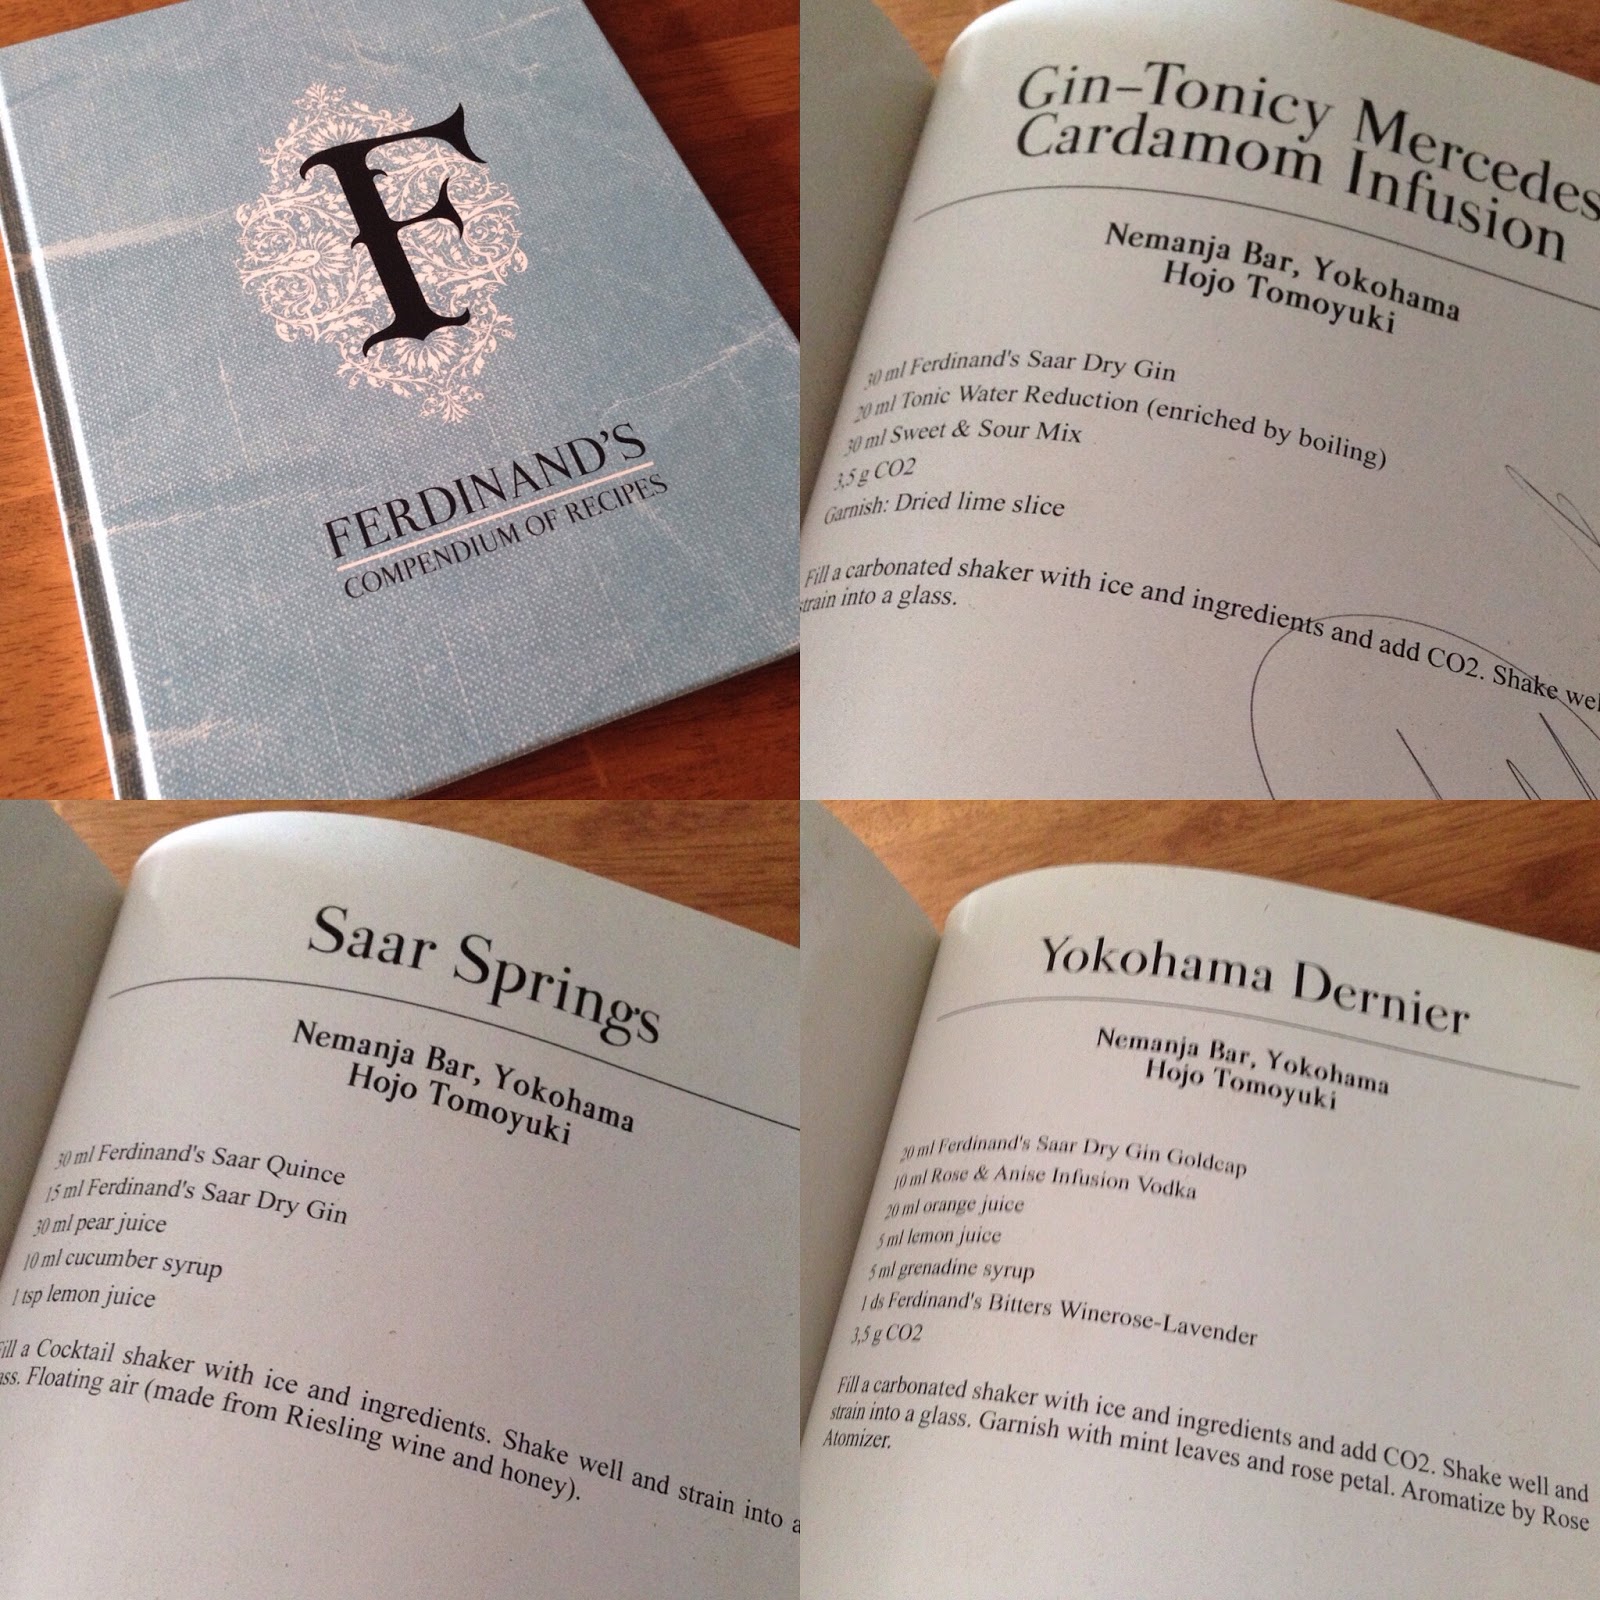 F
FERDINAND'S
COMPENDIUM OF RECIPES
Gin-Tonicy Mercedes
Cardamom Infusion
Nemanja Bar, Yokohama
Hojo Tomoyuki
30 ml Ferdinand's Saar Dry Gin
20 ml Tonic Water Reduction (enriched by boiling)
30 ml Sweet & Sour Mix
3,5 g CO2
Garnish: Dried lime slice
Fill a carbonated shaker with ice and ingredients and add CO2. Shake
strain into a glass.
Saar Springs
Nemanja Bar, Yokohama
Hojo Tomoyuki
30 ml Ferdinand's Saar Quince
15 ml Ferdinand's Saar Dry Gin
30 ml pear juice
10 ml cucumber syrup
1 tsp lemon juice
Fill a Cocktail shaker with ice and ingredients. Shake well and strain into a
Floating air (made from Riesling wine and honey).
Yokohama Dernier
Nemanja Bar, Yokohama
Hojo Tomoyuki
20 ml Ferdinand's Saar Dry Gin Goldcap
10 ml Rose & Anise Infusion Vodka
20 ml orange juice
5 ml lemon juice
5 ml grenadine syrup
1 ds Ferdinand's Bitters Winerose-Lavender
3,5 g CO2
Fill a carbonated shaker with ice and ingredients and add CO2. Shake well and
strain into a glass. Garnish with mint leaves and rose petal. Aromatize by Rose
Atomizer.